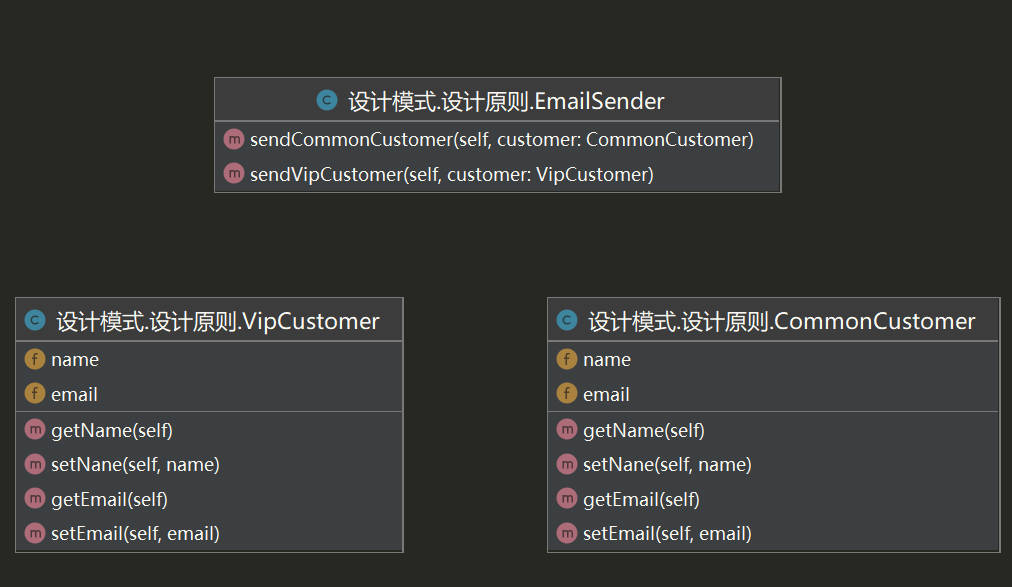 设计模式.设计原则.EmailSender
sendCommonCustomer(self, customer: CommonCustomer)
sendVipCustomer(self, customer: VipCustomer)
设计模式.设计原则.VipCustomer
name
email
getName(self)
setNane(self, name)
getEmail(self)
setEmail(self, email)
设计模式.设计原则.CommonCustomer
name
email
getName(self)
setNane(self, name)
getEmail(self)
setEmail(self, email)